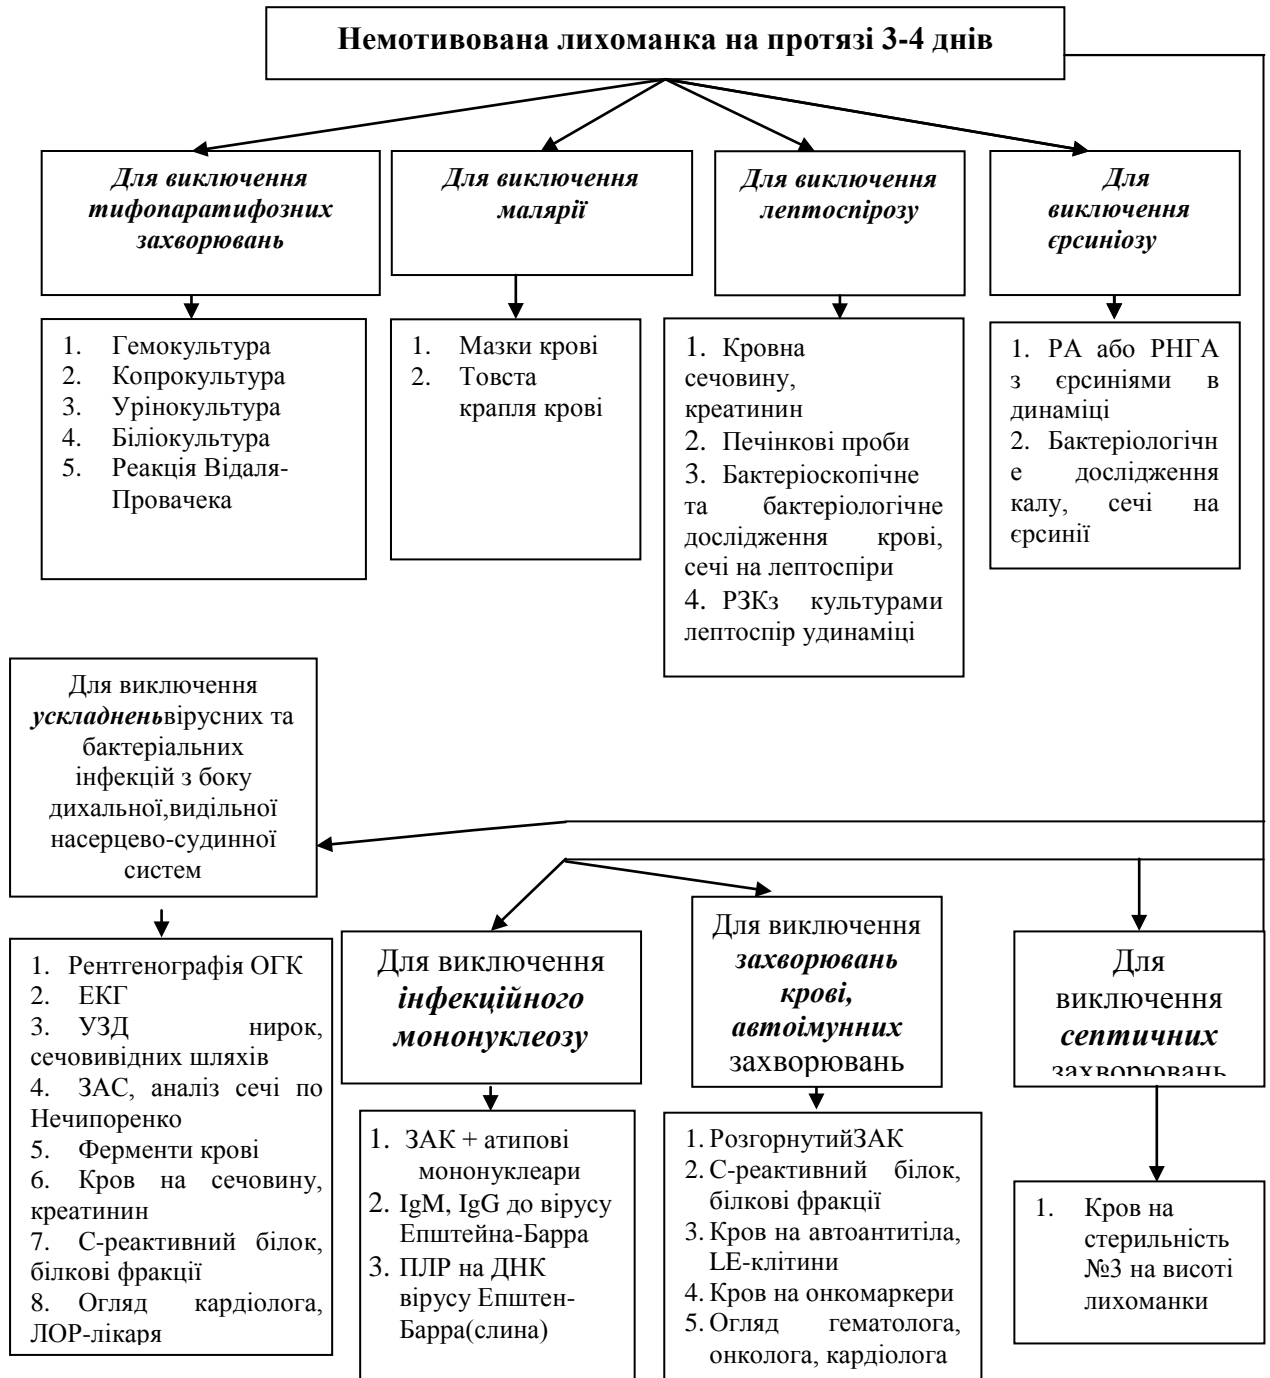 Немотивована лихоманка на протязі 3-4 днів
Для виключення
тифопаратифозних
захворювань
Для виключення
малярії
Для виключення
лептоспірозу
Для
виключення
єрсиніозу
1. Гемокультура
2. Копрокультура
3. Урінокультура
4. Біліокультура
5. Реакція Відаля-
Провачека
1. Мазки крові
2. Товста
крапля крові
1. Кровна
сечовину,
креатинин
2. Печінкові проби
3. Бактеріоскопічне
та бактеріологічне
дослідження крові,
сечі на лептоспіри
4. РЗКз культурами
лептоспір удинаміці
1. РА або РНГА
з єрсиніями в
динаміці
2. Бактеріологічн
е дослідження
калу, сечі на
єрсинії
Для виключення
ускладненьвірусних та
бактеріальних
інфекцій з боку
дихальної,видільної
насерцево-судинної
систем
1. Рентгенографія ОГК
2. ЕКГ
3. УЗД нирок,
сечовивідних шляхів
4. ЗАС, аналіз сечі по
Нечипоренко
5. Ферменти крові
6. Кров на сечовину,
креатинин
7. С-реактивний білок,
білкові фракції
8. Огляд кардіолога,
ЛОР-лікаря
Для виключення
інфекційного
мононуклеозу
1. ЗАК + атипові
мононуклеари
2. IgM, IgG до вірусу
Епштейна-Барра
3. ПЛР на ДНК
вірусу Епштен-
Барра(слина)
Для виключення
захворювань
крові,
автоімунних
захворювань
1. РозгорнутийЗАК
2. С-реактивний білок,
білкові фракції
3. Кров на автоантитіла,
LE-клітини
4. Кров на онкомаркери
5. Огляд гематолога,
онколога, кардіолога
Для
виключення
септичних
захворювань
1. Кров на
стерильність
№3 на висоті
лихоманки